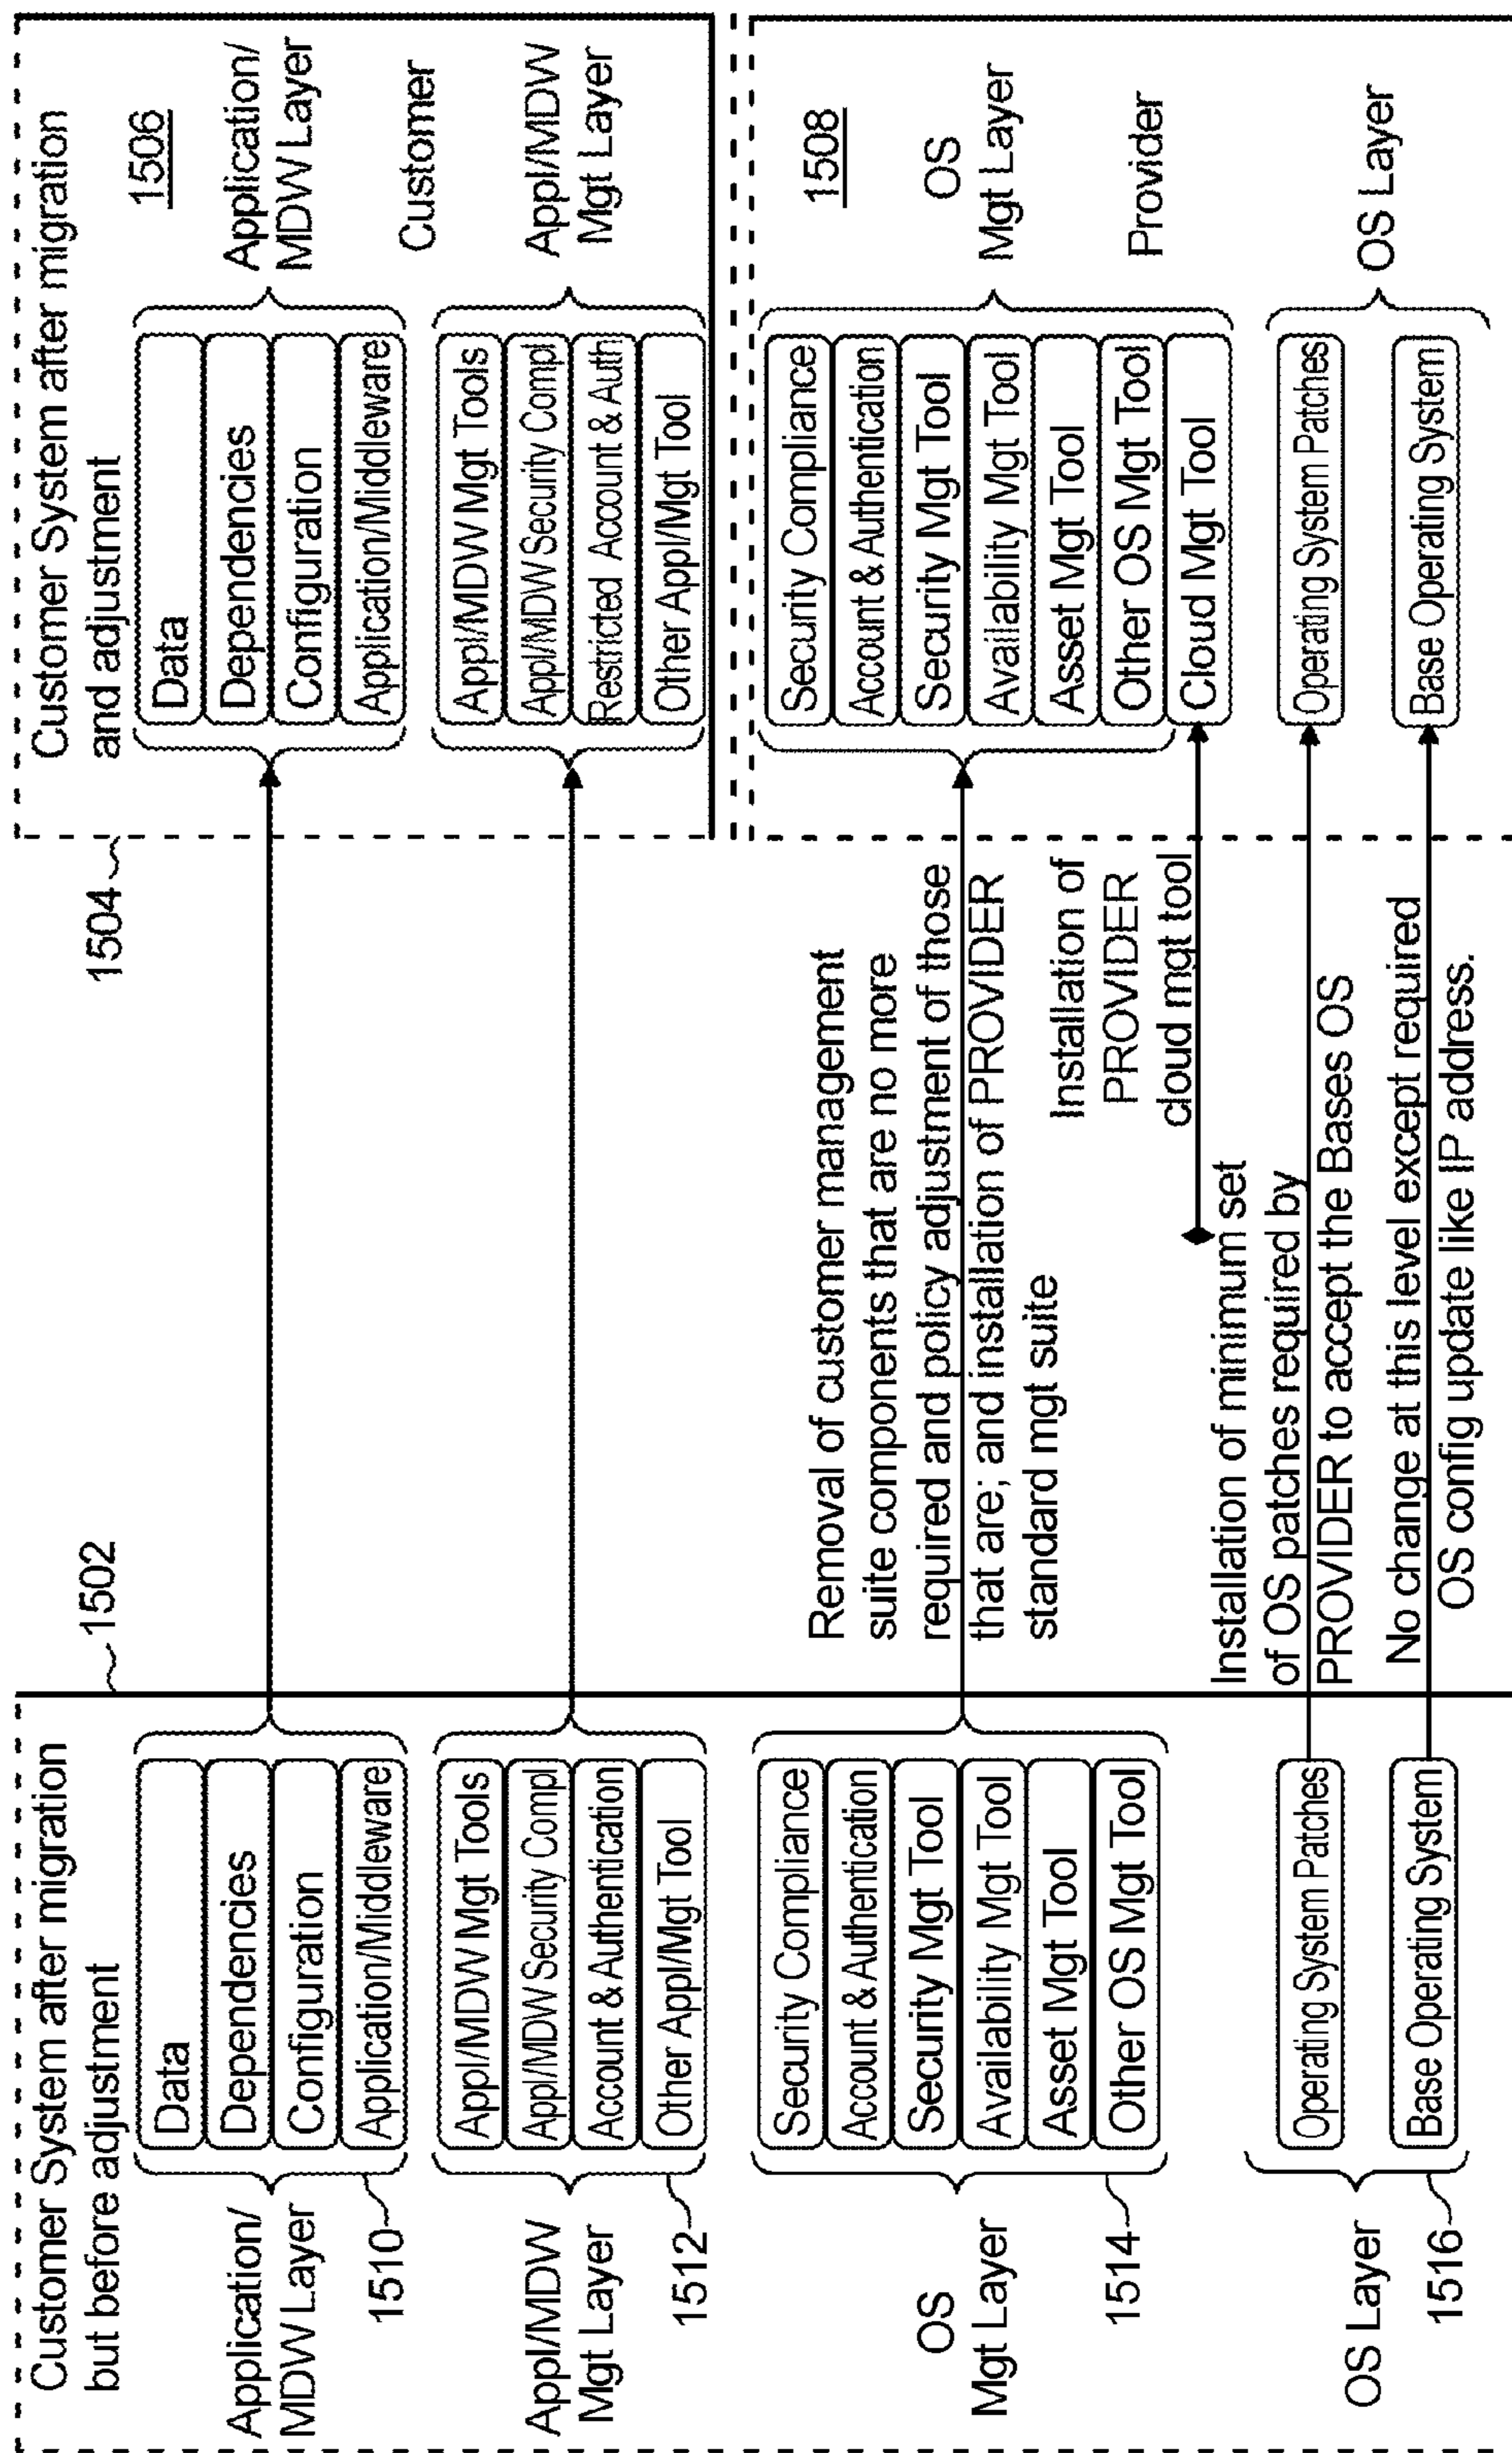 Customer System after migration
but before adjustment
Application/
MDW Layer
1510
Data
Dependencies
Configuration
Application/Middleware
Appl/MDW
Mgt Layer
1512
Appl/MDW Mgt Tools
Appl/MDW Security Compl
Account & Authentication
Other Appl/Mgt Tool
OS
Mgt Layer
1514
Security Compliance
Account & Authentication
Security Mgt Tool
Availability Mgt Tool
Asset Mgt Tool
Other OS Mgt Tool
OS Layer
1516
Operating System Patches
Base Operating System
1502
Removal of customer management
suite components that are no more
required and policy adjustment of those
that are; and installation of PROVIDER
standard mgt suite
Installation of
PROVIDER
cloud mgt tool
Installation of minimum set
of OS patches required by
PROVIDER to accept the Bases OS
No change at this level except required
OS config update like IP address.
1504
Customer System after migration
and adjustment
1506
Data
Dependencies
Configuration
Application/Middleware
Application/
MDW Layer
Customer
Appl/MDW Mgt Tools
Appl/MDW Security Compl
Restricted Account & Auth
Other Appl/Mgt Tool
Appl/MDW
Mgt Layer
1508
Security Compliance
Account & Authentication
Security Mgt Tool
Availability Mgt Tool
Asset Mgt Tool
Other OS Mgt Tool
Cloud Mgt Tool
OS
Mgt Layer
Provider
Operating System Patches
Base Operating System
OS Layer